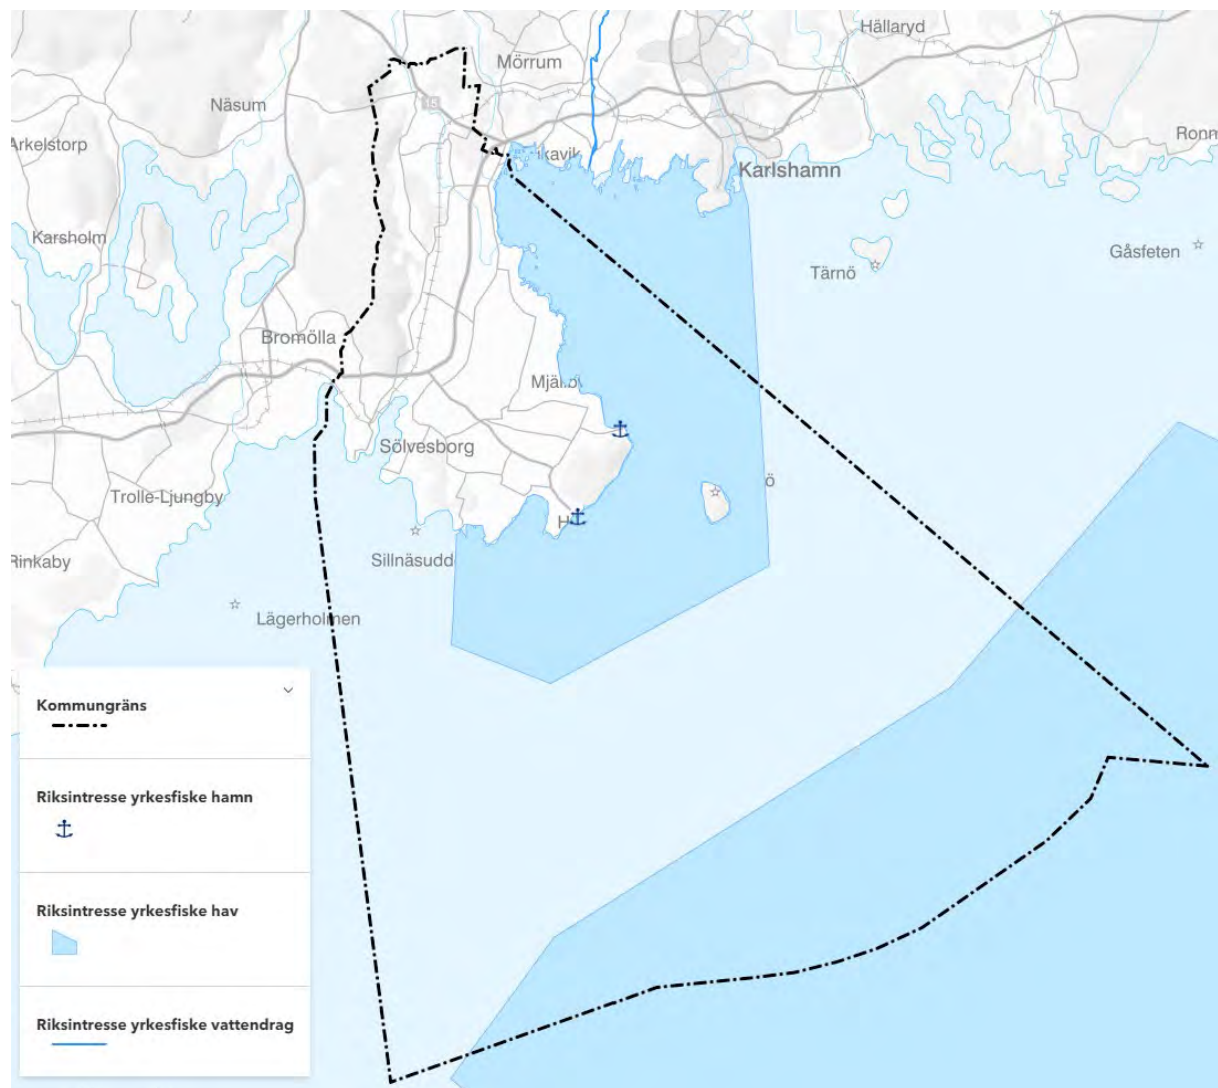 Hällaryd
Mörrum
Näsum
15
Arkelstorp
Ronn
Karlshamn
Karsholm
Gåsfeten
Tärnö
Bromölla
Sölvesborg
Trolle-Ljungby
Rinkaby
Sillnäsudd
Lägerholmen
Kommungräns
Riksintresse yrkesfiske hamn
Riksintresse yrkesfiske hav
Riksintresse yrkesfiske vattendrag